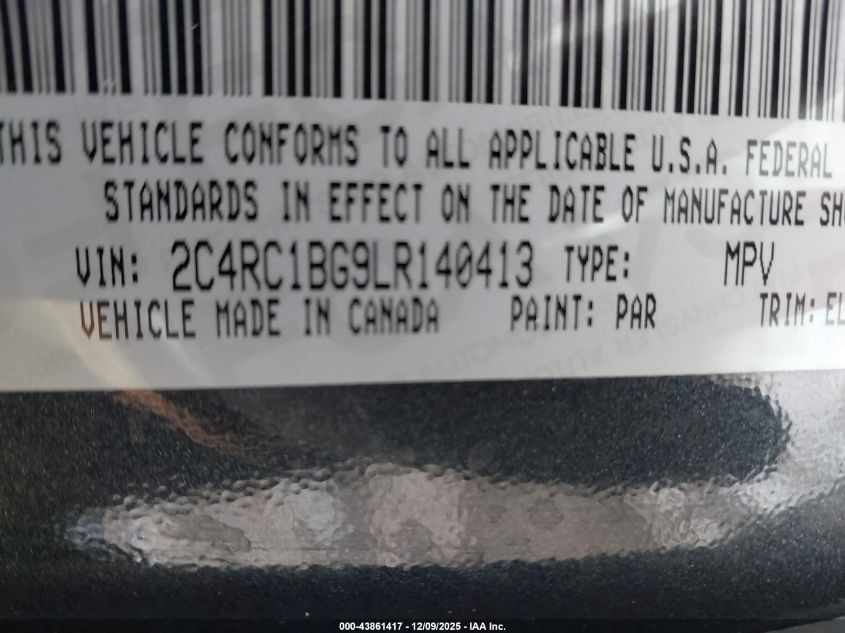 THIS VEHICLE CONFORMS TO ALL APPLICABLE U.S.A. FEDERAL
STANDARDS IN EFFECT ON THE DATE OF MANUFACTURE SH
VIN: 2C4RC1BG9LR140413 TYPE: MPV
VEHICLE MADE IN CANADA PAINT: PAR TRIM: EL
000-43861417 - 12/09/2025 - IAA Inc.